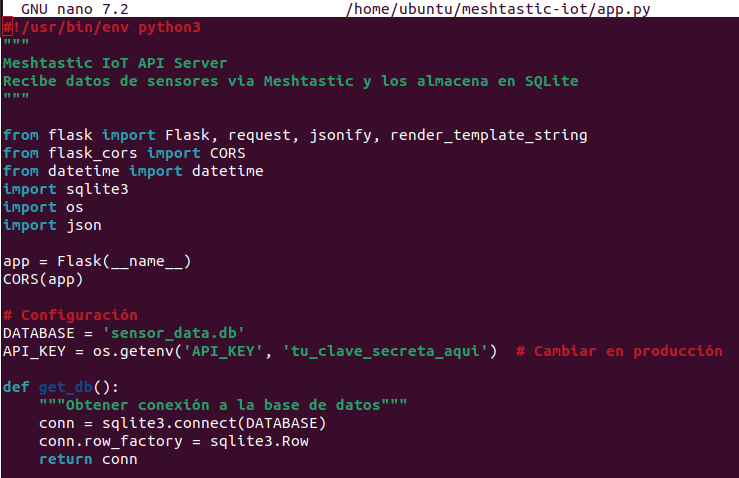 GNU nano 7.2 /home/ubuntu/meshtastic-iot/app.py
#!/usr/bin/env python3
"""
Meshtastic IoT API Server
Recibe datos de sensores via Meshtastic y los almacena en SQLite
"""
from flask import Flask, request, jsonify, render_template_string
from flask_cors import CORS
from datetime import datetime
import sqlite3
import os
import json
app = Flask(__name__)
CORS(app)
# Configuración
DATABASE = 'sensor_data.db'
API_KEY = os.getenv('API_KEY', 'tu_clave_secreta_aqui')  # Cambiar en producción
def get_db():
    """Obtener conexión a la base de datos"""
    conn = sqlite3.connect(DATABASE)
    conn.row_factory = sqlite3.Row
    return conn